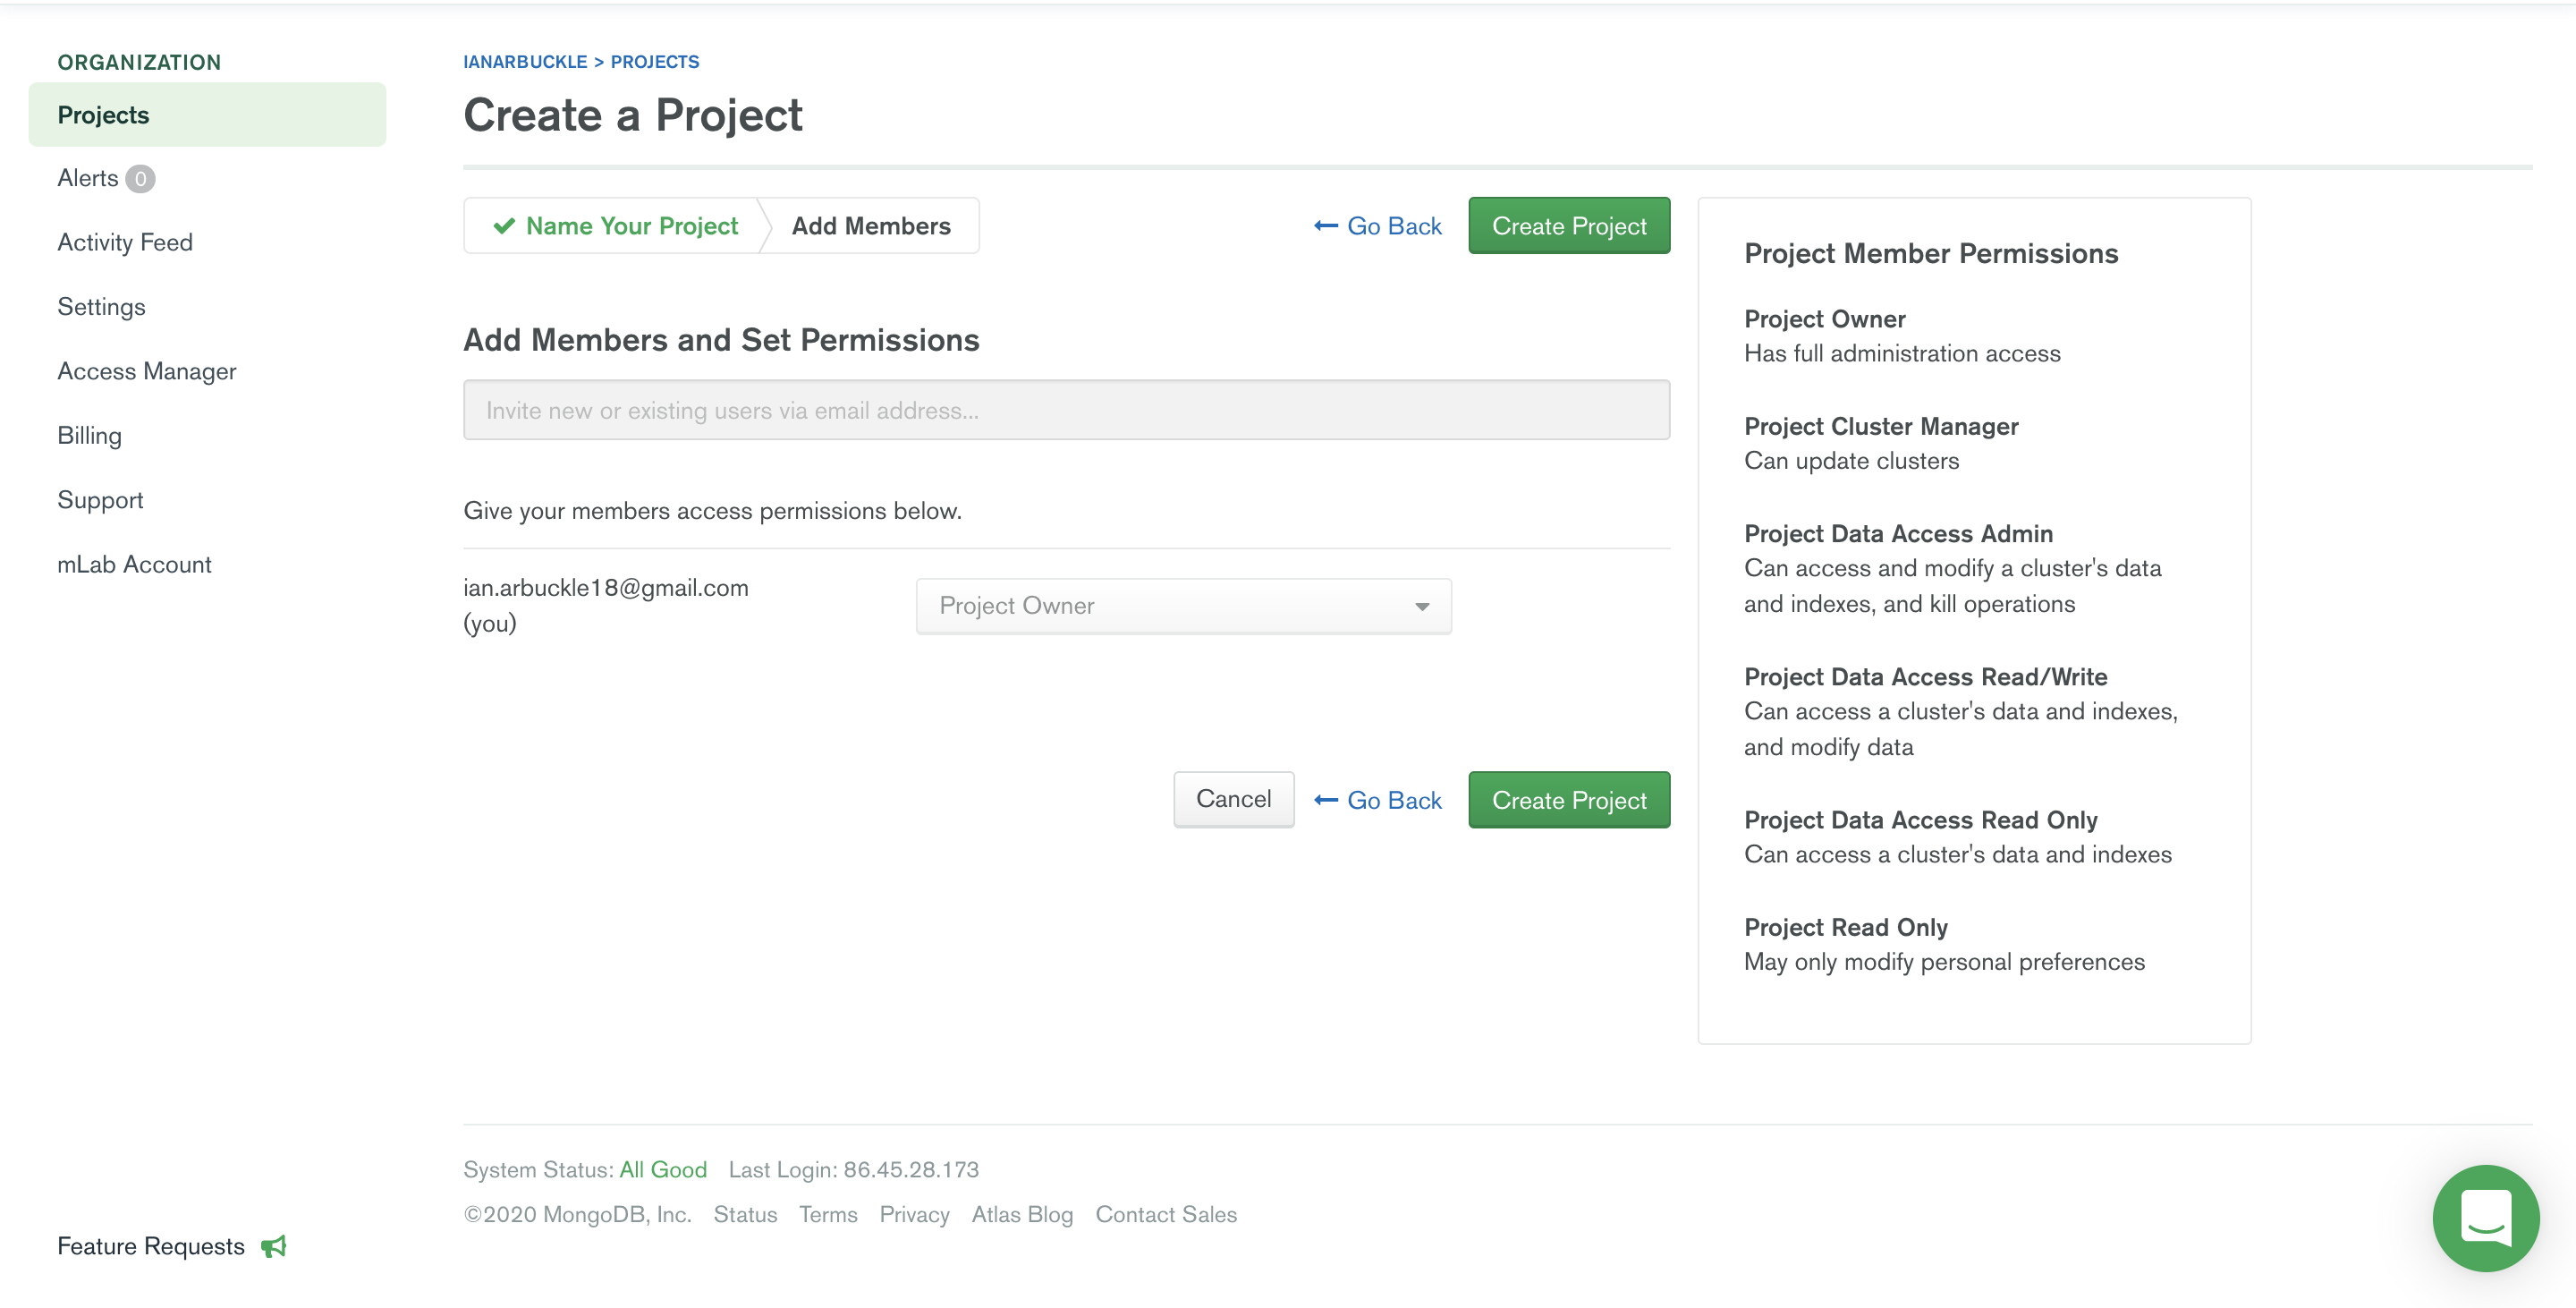 ORGANIZATION
Projects
Alerts 0
Activity Feed
Settings
Access Manager
Billing
Support
mLab Account
Feature Requests
IANARBUCKLE > PROJECTS
Create a Project
Name Your Project Add Members
Go Back Create Project
Add Members and Set Permissions
Invite new or existing users via email address...
Give your members access permissions below.
ian.arbuckle18@gmail.com
(you)
Project Owner
Cancel Go Back Create Project
Project Member Permissions
Project Owner
Has full administration access
Project Cluster Manager
Can update clusters
Project Data Access Admin
Can access and modify a cluster's data
and indexes, and kill operations
Project Data Access Read/Write
Can access a cluster's data and indexes,
and modify data
Project Data Access Read Only
Can access a cluster's data and indexes
Project Read Only
May only modify personal preferences
System Status: All Good Last Login: 86.45.28.173
©2020 MongoDB, Inc. Status Terms Privacy Atlas Blog Contact Sales